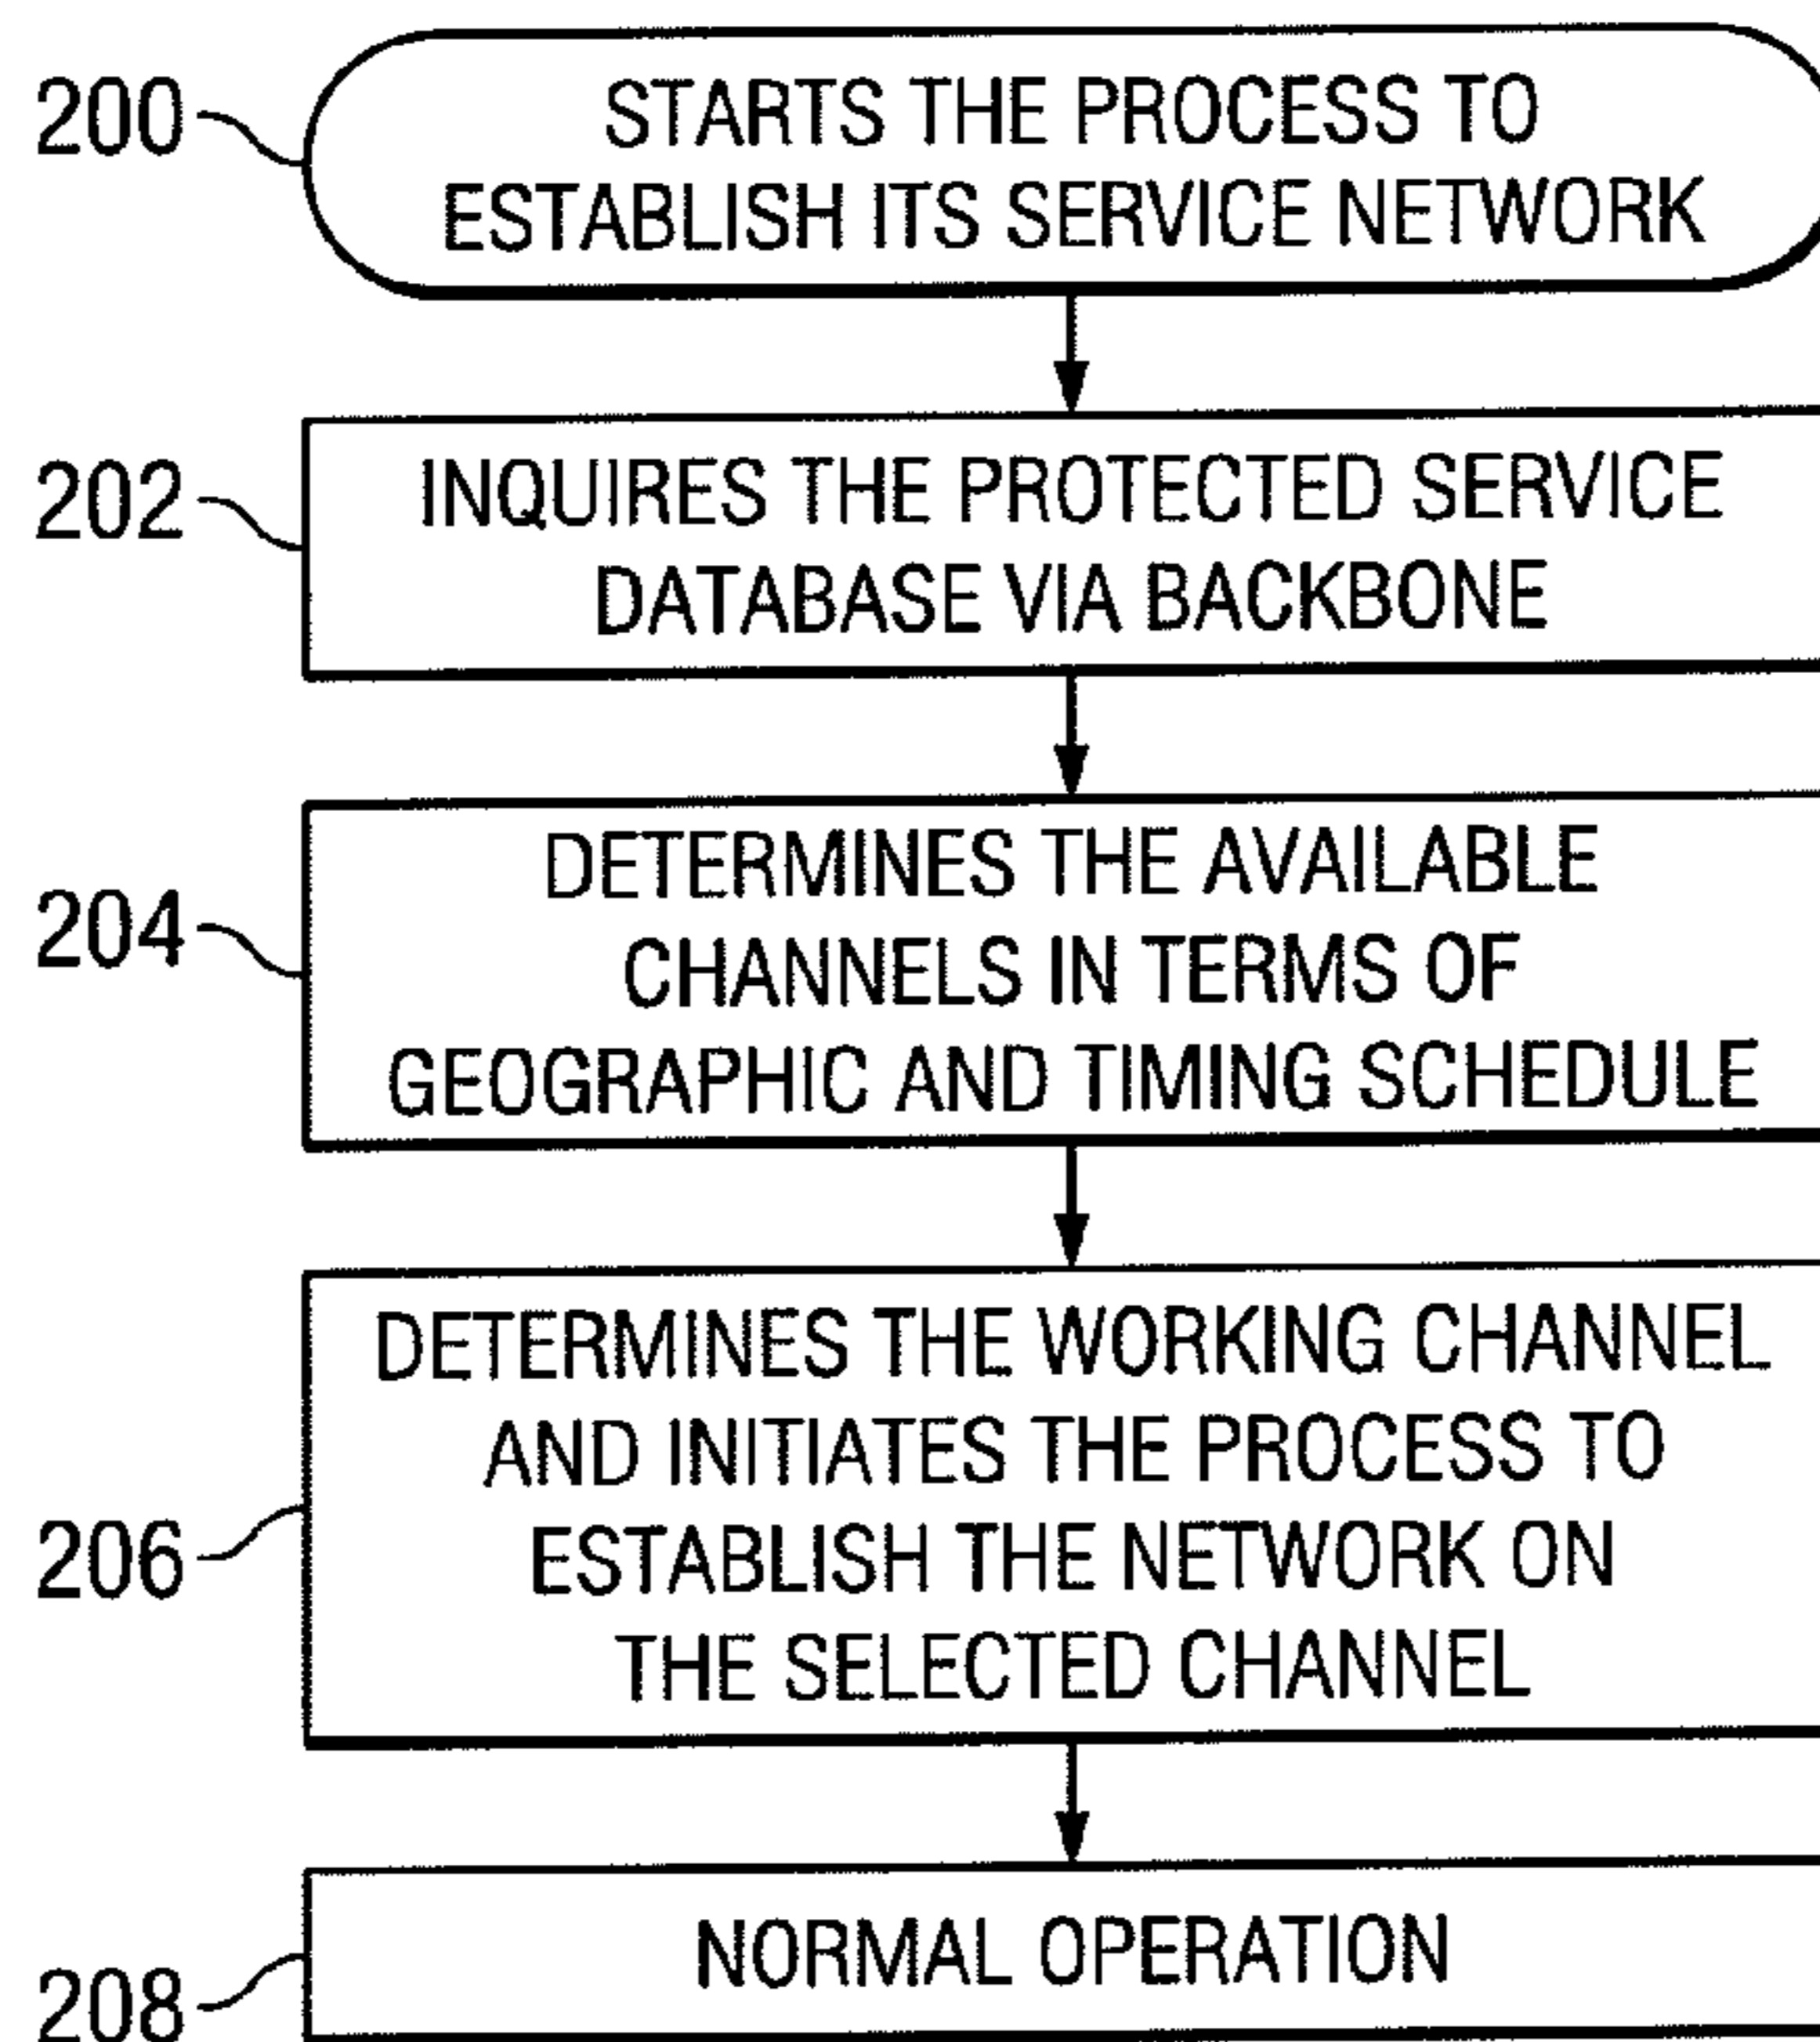 200
STARTS THE PROCESS TO
ESTABLISH ITS SERVICE NETWORK
202
INQUIRES THE PROTECTED SERVICE
DATABASE VIA BACKBONE
204
DETERMINES THE AVAILABLE
CHANNELS IN TERMS OF
GEOGRAPHIC AND TIMING SCHEDULE
206
DETERMINES THE WORKING CHANNEL
AND INITIATES THE PROCESS TO
ESTABLISH THE NETWORK ON
THE SELECTED CHANNEL
208
NORMAL OPERATION